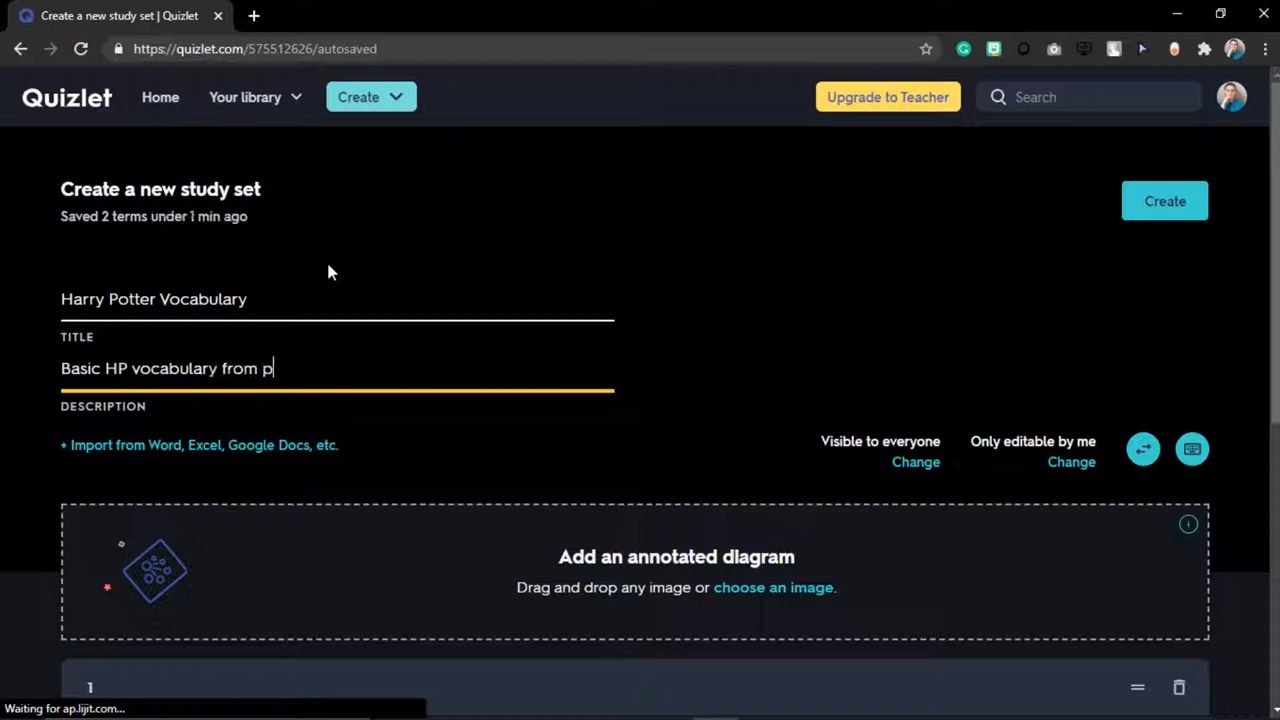 Create a new study set | Quizlet
https://quizlet.com/575512626/autosaved
Quizlet Home Your library Create Upgrade to Teacher Search
Create a new study set
Saved 2 terms under 1 min ago
Create
Harry Potter Vocabulary
TITLE
Basic HP vocabulary from p
DESCRIPTION
+ Import from Word, Excel, Google Docs, etc.
Visible to everyone Only editable by me
Change Change
Add an annotated diagram
Drag and drop any image or choose an image.
1
Waiting for ap.lijit.com...